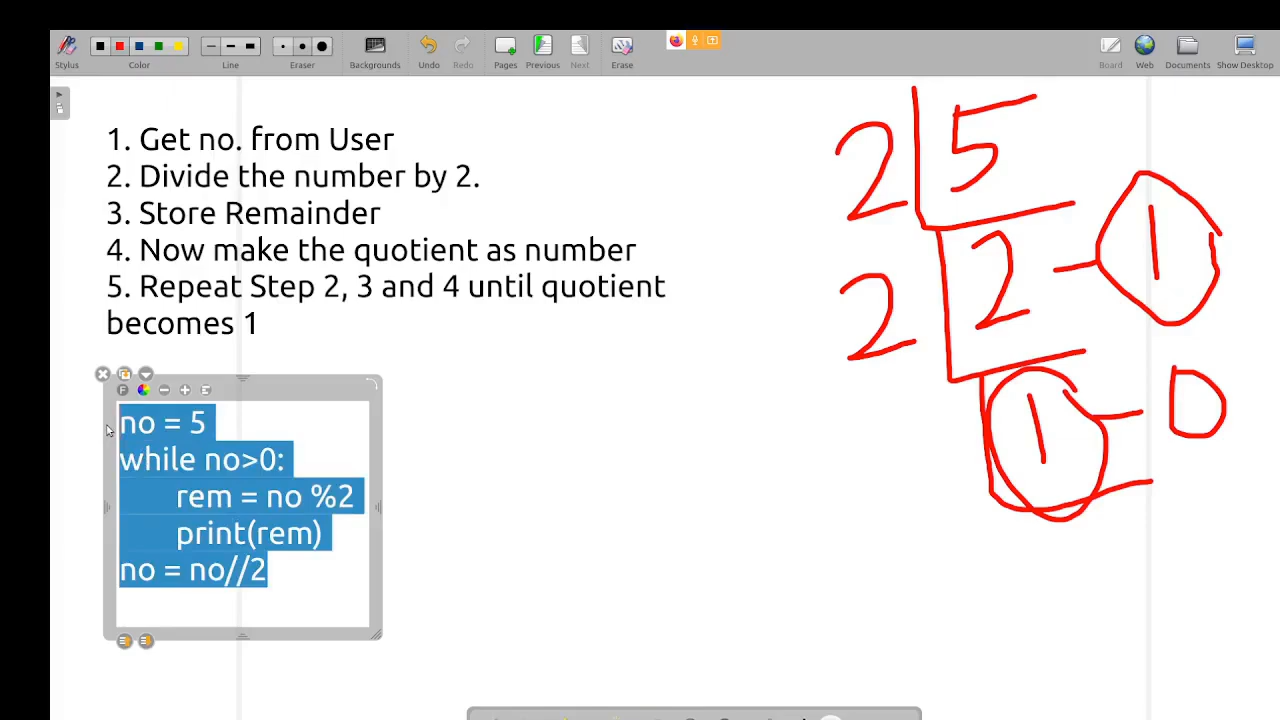 Stylus
Color
Line
Eraser
Backgrounds
Undo
Redo
Pages
Previous
Next
Erase
Board
Web
Documents
Show Desktop
1. Get no. from User
2. Divide the number by 2.
3. Store Remainder
4. Now make the quotient as number
5. Repeat Step 2, 3 and 4 until quotient
becomes 1
no = 5
while no>0:
rem = no %2
print(rem)
no = no//2
2 5
2 2 1
1 0